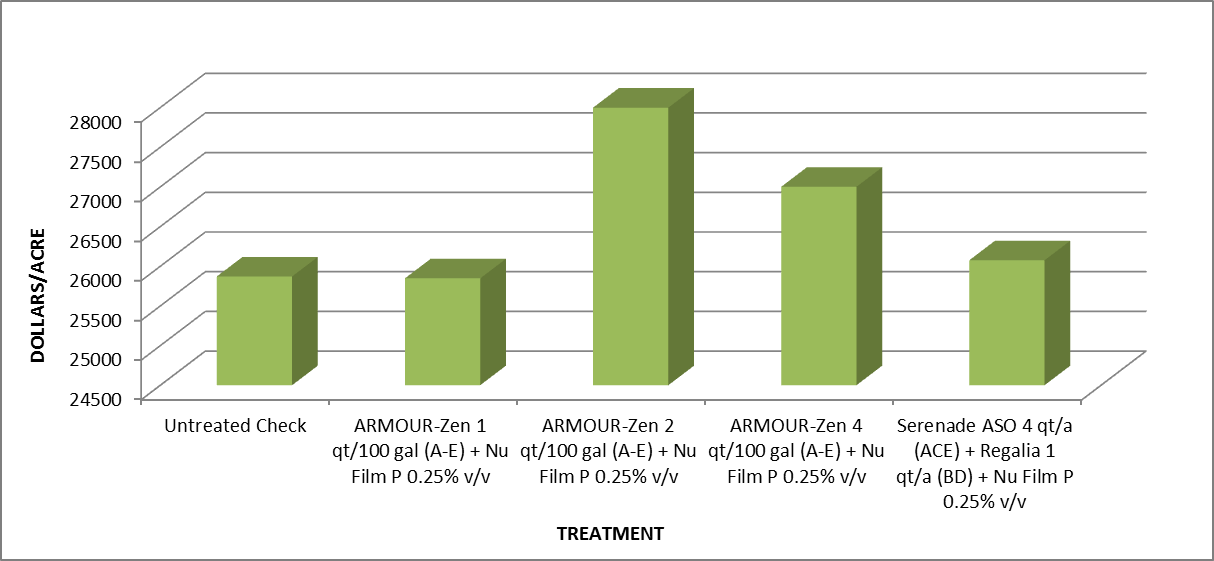 DOLLARS/ACRE
28000
27500
27000
26500
26000
25500
25000
24500
Untreated Check
ARMOUR-Zen 1
qt/100 gal (A-E) + Nu
Film P 0.25% v/v
ARMOUR-Zen 2
qt/100 gal (A-E) + Nu
Film P 0.25% v/v
ARMOUR-Zen 4
qt/100 gal (A-E) + Nu
Film P 0.25% v/v
Serenade ASO 4 qt/a
(ACE) + Regalia 1
qt/a (BD) + Nu Film P
0.25% v/v
TREATMENT